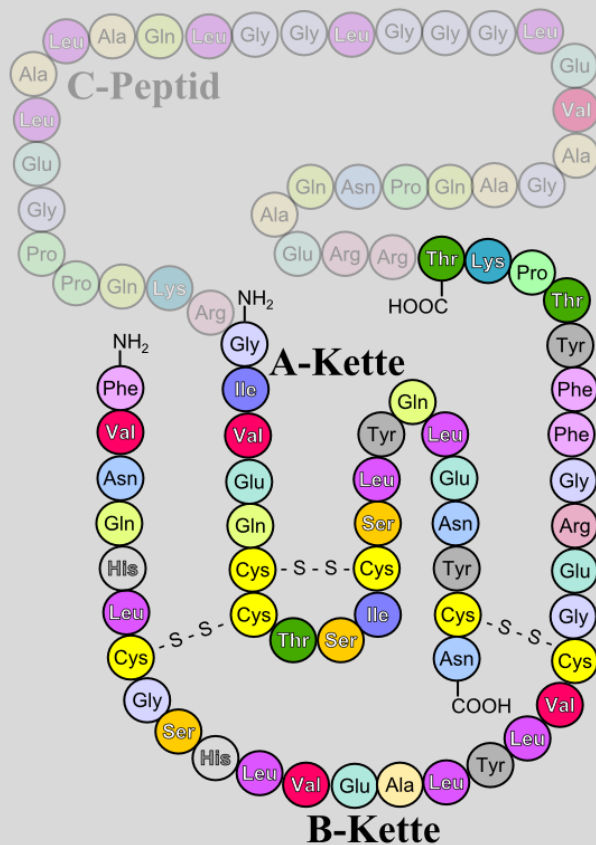 Leu Ala Gln Leu Gly Gly Leu Gly Gly Gly Leu
Ala Glu
C-Peptid
Leu Val
Glu Ala
Gln Asn Pro Gln Ala Gly
Gly Ala
Pro Glu Arg Arg Thr Lys Pro
Pro Gln Lys Arg Thr
NH2 HOOC
NH2 Gly Tyr
A-Kette
Phe Ile Phe
Gln
Val Val Tyr Leu Phe
Asn Glu Leu Glu Gly
Gln Gln Ser Asn Arg
His Cys - S - S - Cys Tyr Glu
Leu Cys Ile Cys Gly
- S - S - - S - S -
Thr Ser
Cys Asn Cys
Gly COOH Val
Ser Leu
His Leu Val Glu Ala Leu Tyr
B-Kette